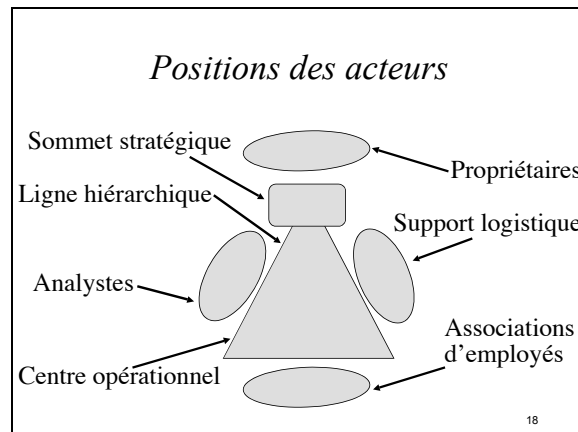 Positions des acteurs
Sommet stratégique
Propriétaires
Ligne hiérarchique
Support logistique
Analystes
Associations
d'employés
Centre opérationnel
18